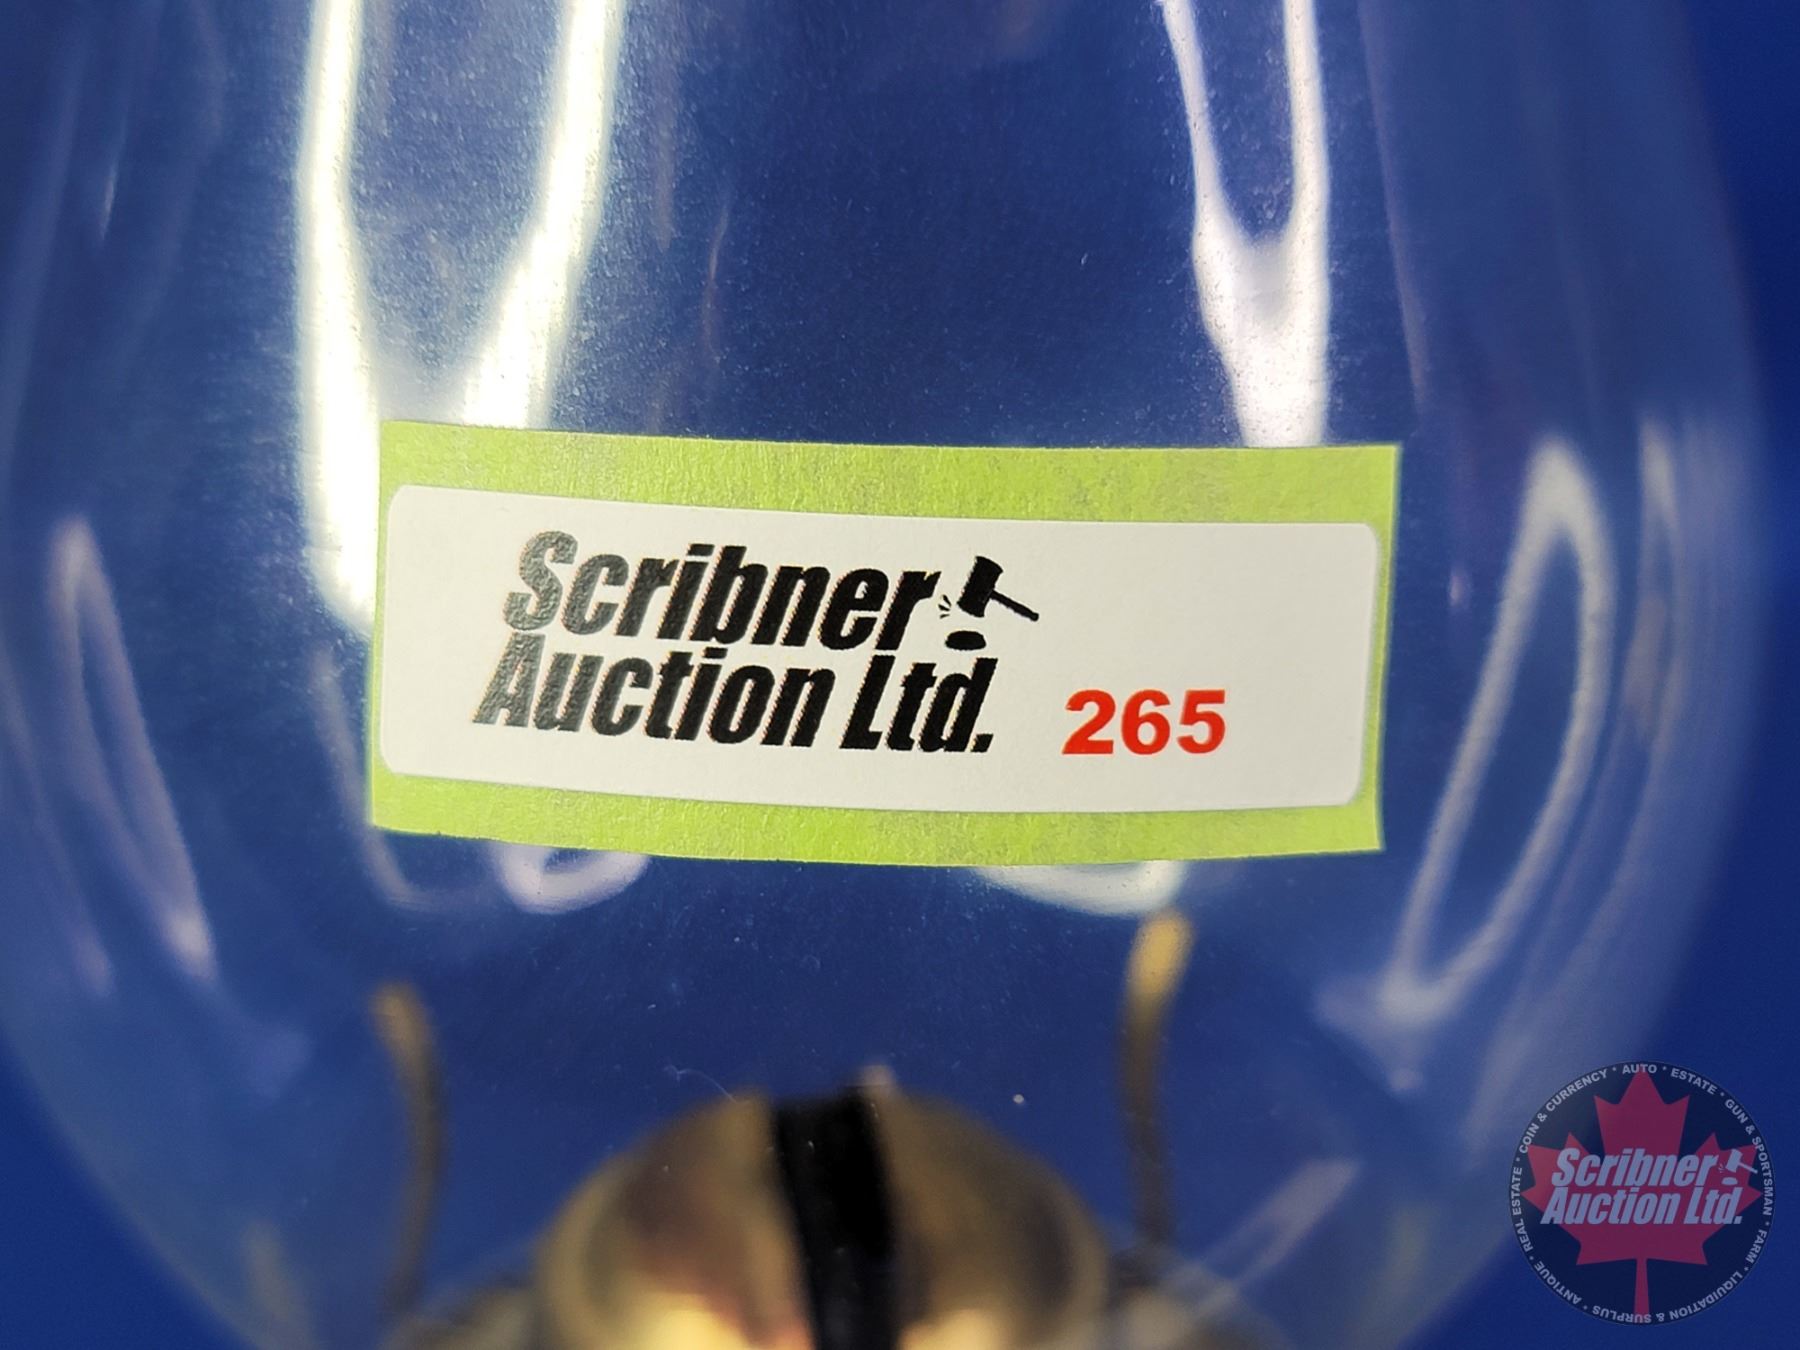 Scribner
Auction Ltd. 265
REAL ESTATE * COIN & CURRENCY * AUTO * ESTATE * GUN & SPORTSMAN * FARM * LIQUIDATION & SURPLUS * ANTIQUE *
Scribner
Auction Ltd.